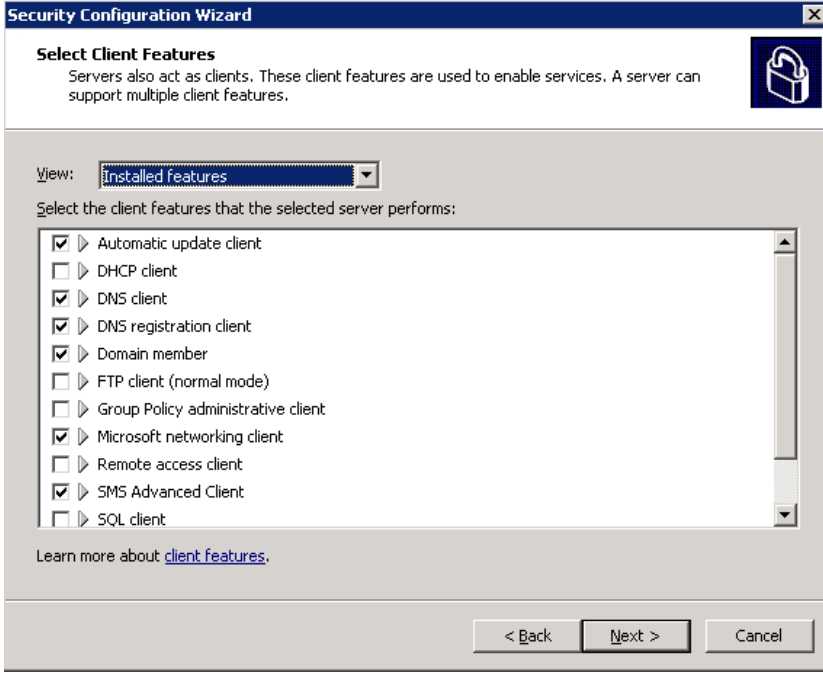 Security Configuration Wizard
Select Client Features
Servers also act as clients. These client features are used to enable services. A server can
support multiple client features.
View: Installed features
Select the client features that the selected server performs:
Automatic update client
DHCP client
DNS client
DNS registration client
Domain member
FTP client (normal mode)
Group Policy administrative client
Microsoft networking client
Remote access client
SMS Advanced Client
SQL client
Learn more about client features.
< Back Next > Cancel